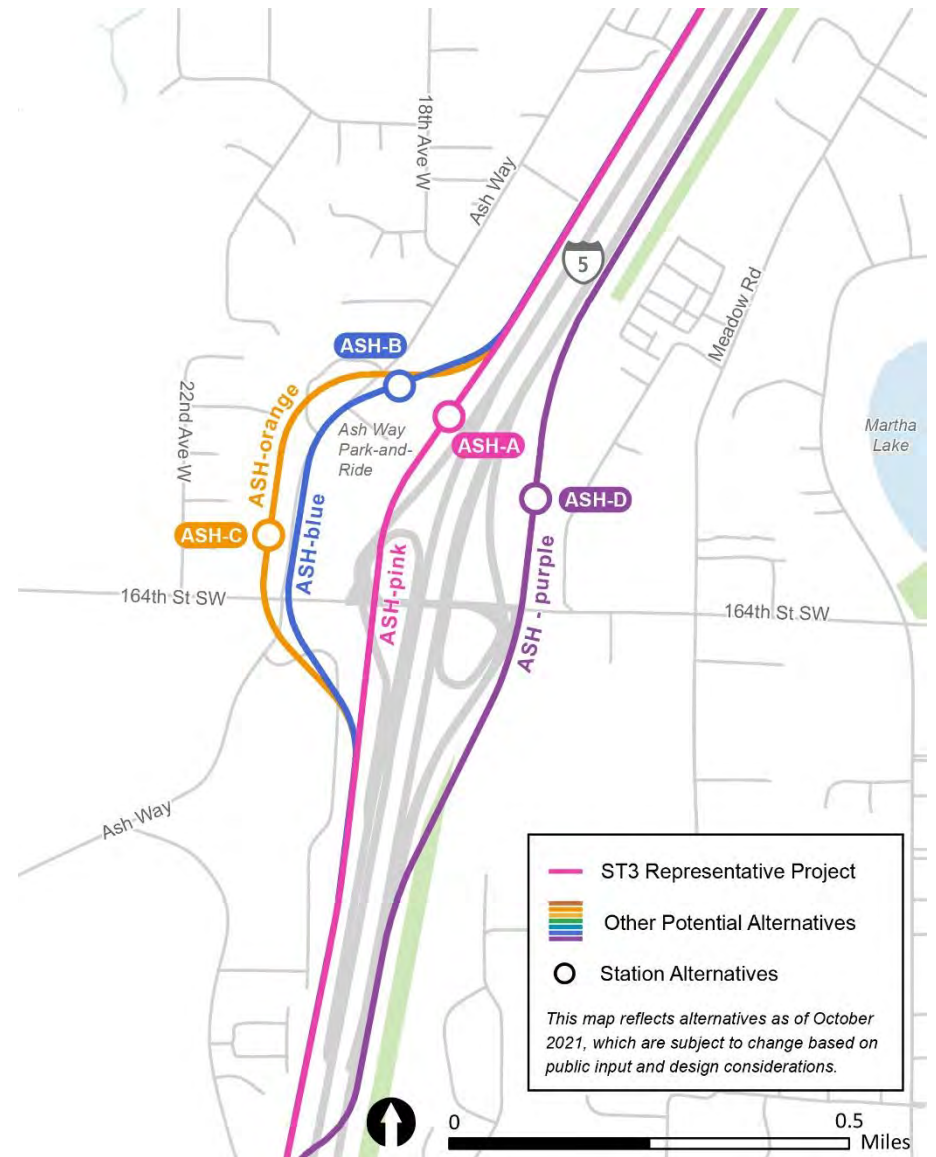 18th Ave W
Ash Way
5
Meadow Rd
ASH-B
22nd Ave W
ASH-orange
Ash Way
Park-and-
Ride
ASH-A
Martha
Lake
ASH-D
ASH-C
ASH-blue
ASH-pink
ASH - purple
164th St SW
164th St SW
Ash Way
ST3 Representative Project
Other Potential Alternatives
Station Alternatives
This map reflects alternatives as of October
2021, which are subject to change based on
public input and design considerations.
0
0.5
Miles